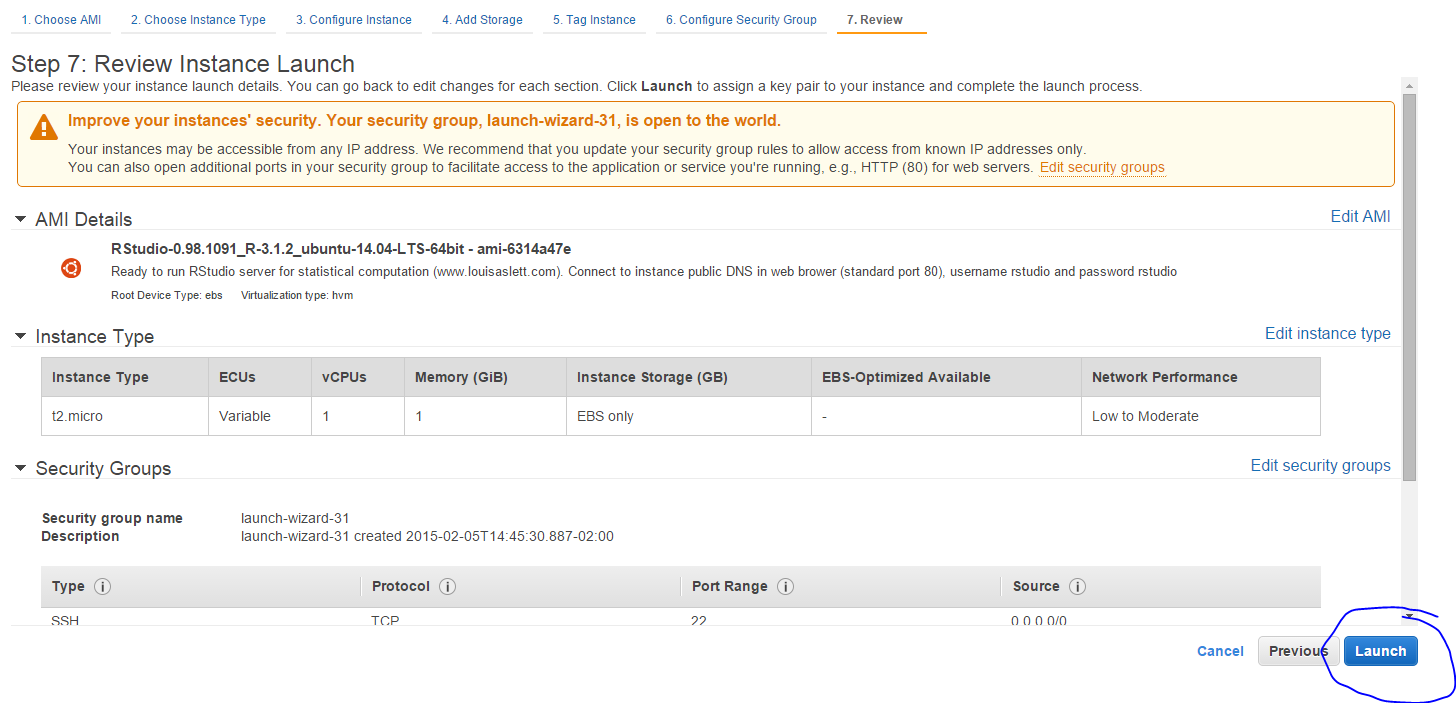 1. Choose AMI 2. Choose Instance Type 3. Configure Instance 4. Add Storage 5. Tag Instance 6. Configure Security Group 7. Review
Step 7: Review Instance Launch
Please review your instance launch details. You can go back to edit changes for each section. Click Launch to assign a key pair to your instance and complete the launch process.
Improve your instances' security. Your security group, launch-wizard-31, is open to the world.
Your instances may be accessible from any IP address. We recommend that you update your security group rules to allow access from known IP addresses only.
You can also open additional ports in your security group to facilitate access to the application or service you're running, e.g., HTTP (80) for web servers. Edit security groups
AMI Details Edit AMI
RStudio-0.98.1091_R-3.1.2_ubuntu-14.04-LTS-64bit - ami-6314a47e
Ready to run RStudio server for statistical computation (www.louisaslett.com). Connect to instance public DNS in web brower (standard port 80), username rstudio and password rstudio
Root Device Type: ebs Virtualization type: hvm
Instance Type Edit instance type
Instance Type ECUs vCPUs Memory (GiB) Instance Storage (GB) EBS-Optimized Available Network Performance
t2.micro Variable 1 1 EBS only - Low to Moderate
Security Groups Edit security groups
Security group name launch-wizard-31
Description launch-wizard-31 created 2015-02-05T14:45:30.887-02:00
Type i Protocol i Port Range i Source i
SSH TCP 22 0.0.0.0/0
Cancel Previous Launch